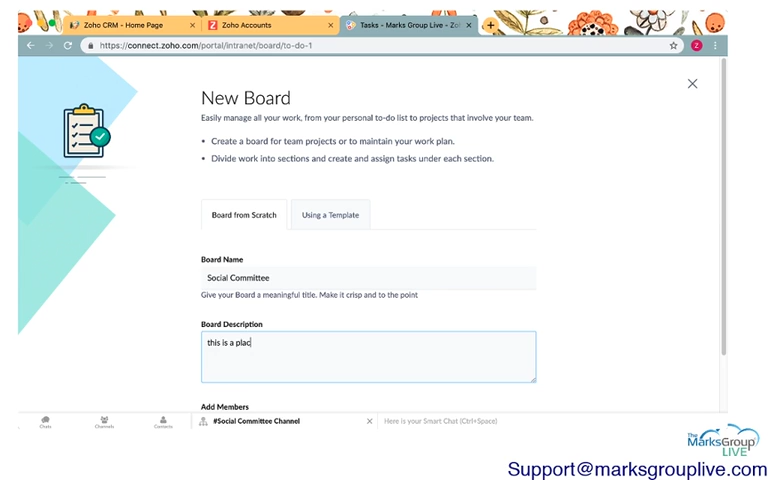 Zoho CRM - Home Page
Zoho Accounts
Tasks - Marks Group Live - Zo
https://connect.zoho.com/portal/intranet/board/to-do-1
Z
New Board
Easily manage all your work, from your personal to-do list to projects that involve your team.
• Create a board for team projects or to maintain your work plan.
• Divide work into sections and create and assign tasks under each section.
Board from Scratch
Using a Template
Board Name
Social Committee
Give your Board a meaningful title. Make it crisp and to the point
Board Description
this is a plac
Add Members
Chats
Channels
Contacts
#Social Committee Channel
Here is your Smart Chat (Ctrl+Space)
The
MarksGroup
LIVE
Support@marksgrouplive.com